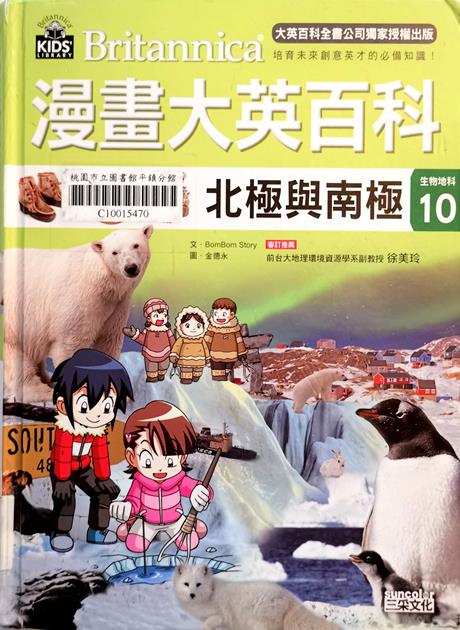 Britannica
KIDS'
LIBRARY
Britannica
大英百科全書公司獨家授權出版
培育未來創意英才的必備知識！
漫畫大英百科
桃園市立圖書館平鎮分館
C10015470
北極與南極
生物地科
10
文・BomBom Story
圖・金德永
審訂推薦
前台大地理環境資源學系副教授 徐美玲
SOUT
48
suncolor
三采文化